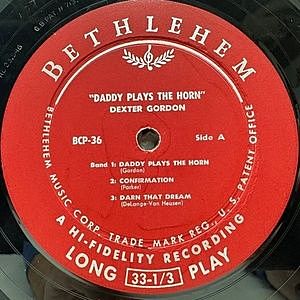 BETHLEHEM
"DADDY PLAYS THE HORN"
DEXTER GORDON
BCP-36
Side A
Band 1: DADDY PLAYS THE HORN
(Gordon)
2: CONFIRMATION
(Parker)
3: DARN THAT DREAM
(DeLange-Van Heusen)
BETHLEHEM MUSIC CORP. TRADE MARK REG., U. S. PATENT OFFICE
A HI-FIDELITY RECORDING
LONG 33-1/3 PLAY